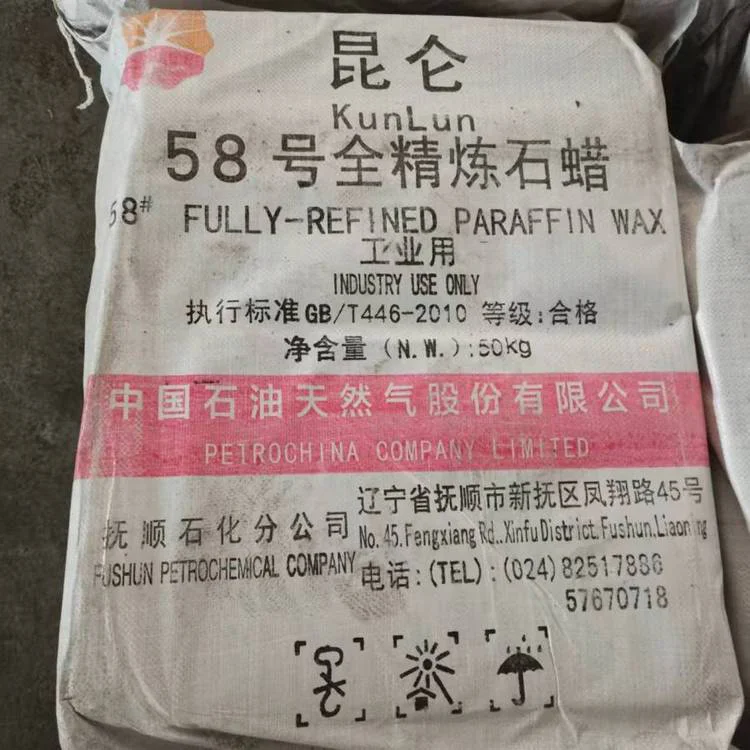 昆仑
KunLun
58号全精炼石蜡
58# FULLY-REFINED PARAFFIN WAX
工业用
INDUSTRY USE ONLY
执行标准GB/T446-2010 等级:合格
净含量(N.W.):50kg
中国石油天然气股份有限公司
PETROCHINA COMPANY LIMITED
抚顺石化分公司
FUSHUN PETROCHEMICAL COMPANY
辽宁省抚顺市新抚区凤翔路45号
No.45.Fengxiang Rd..Xinfu District.Fushun.Liaoning
电话:(TEL):(024)82517836
57670718